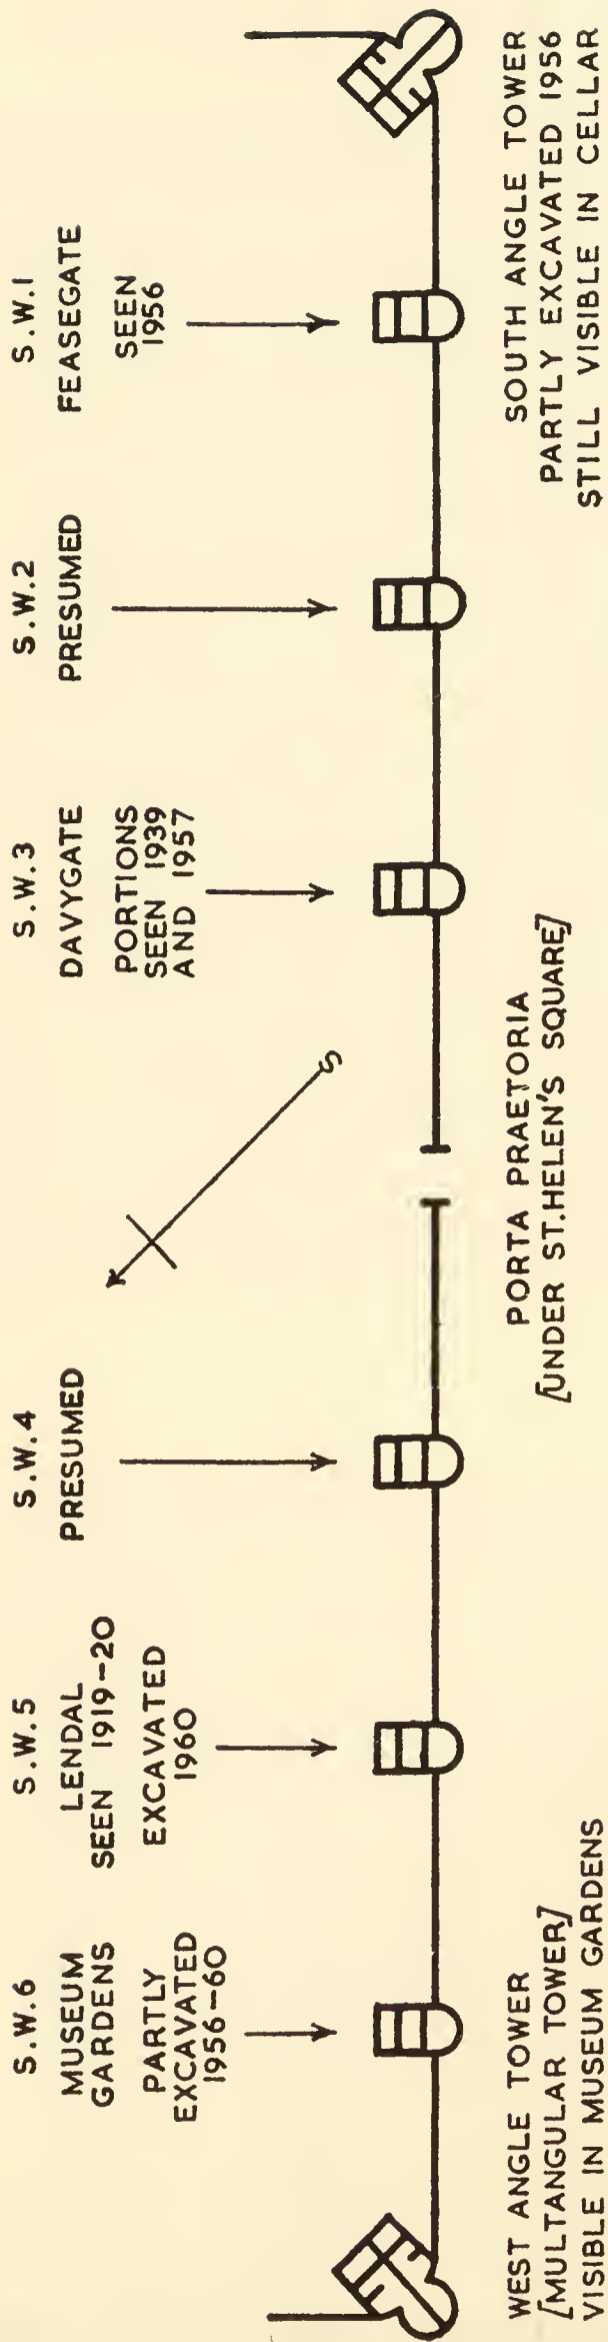 S.W.6
MUSEUM
GARDENS
PARTLY
EXCAVATED
1956-60
S.W.5
LENDAL
SEEN 1919-20
EXCAVATED
1960
S.W.4
PRESUMED
S.W.3
DAVYGATE
PORTIONS
SEEN 1939
AND 1957
S.W.2
PRESUMED
S.W.1
FEASEGATE
SEEN
1956
S
WEST ANGLE TOWER
[MULTANGULAR TOWER]
VISIBLE IN MUSEUM GARDENS
PORTA PRAETORIA
[UNDER ST.HELEN'S SQUARE]
SOUTH ANGLE TOWER
PARTLY EXCAVATED 1956
STILL VISIBLE IN CELLAR